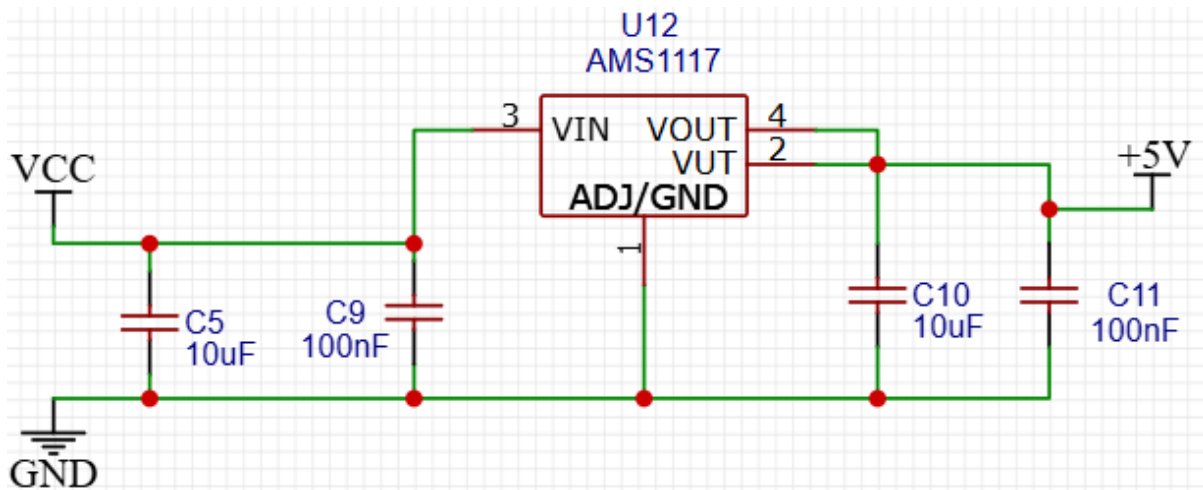 U12
AMS1117
3
VIN
VOUT
4
VUT
2
ADJ/GND
1
VCC
+5V
C5
10uF
C9
100nF
C10
10uF
C11
100nF
GND